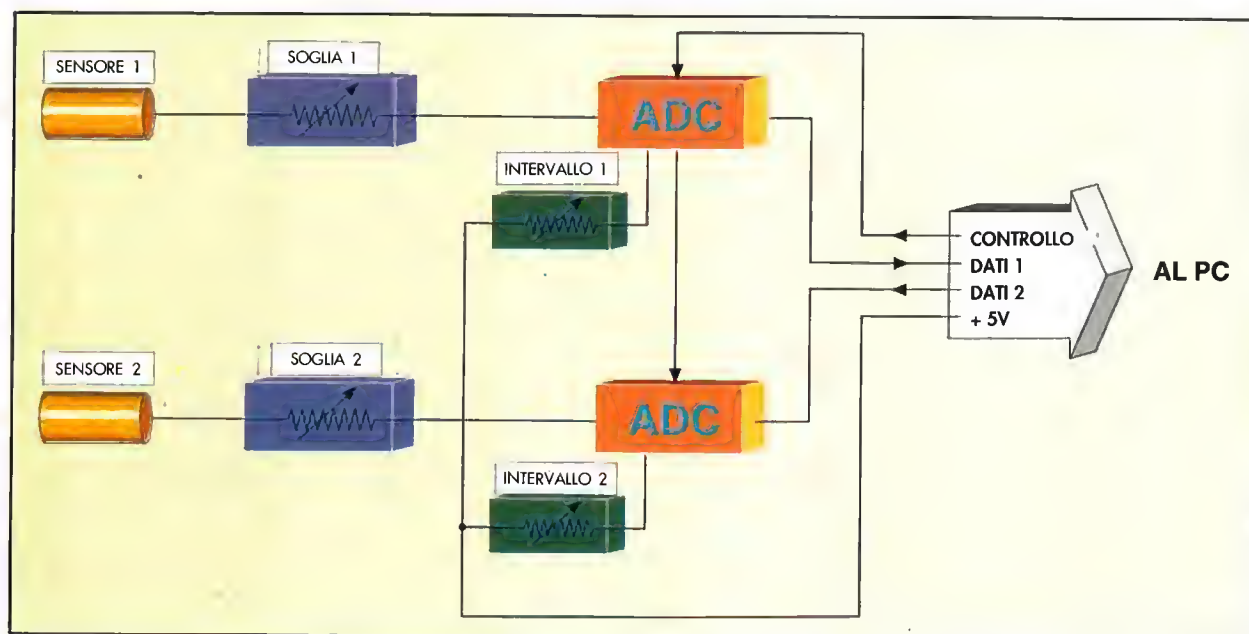 SENSORE 1
SOGLIA 1
ADC
INTERVALLO 1
CONTROLLO
DATI 1
DATI 2
+ 5V
AL PC
SENSORE 2
SOGLIA 2
ADC
INTERVALLO 2